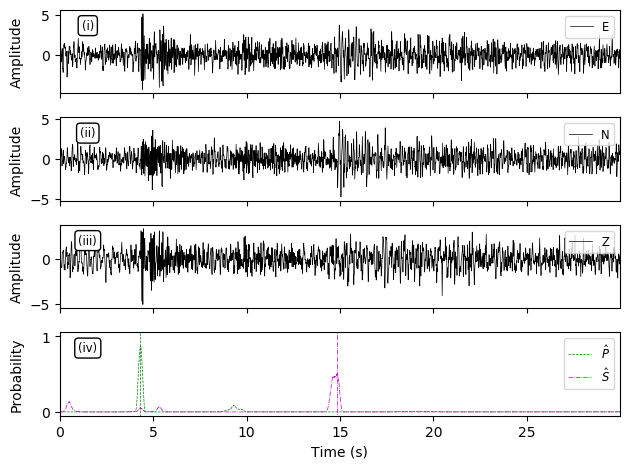 5
0
Amplitude
(i)
E
5
0
−5
Amplitude
(ii)
N
0
−5
Amplitude
(iii)
Z
1
0
Probability
(iv)
P̂
Ŝ
0
5
10
15
20
25
Time (s)